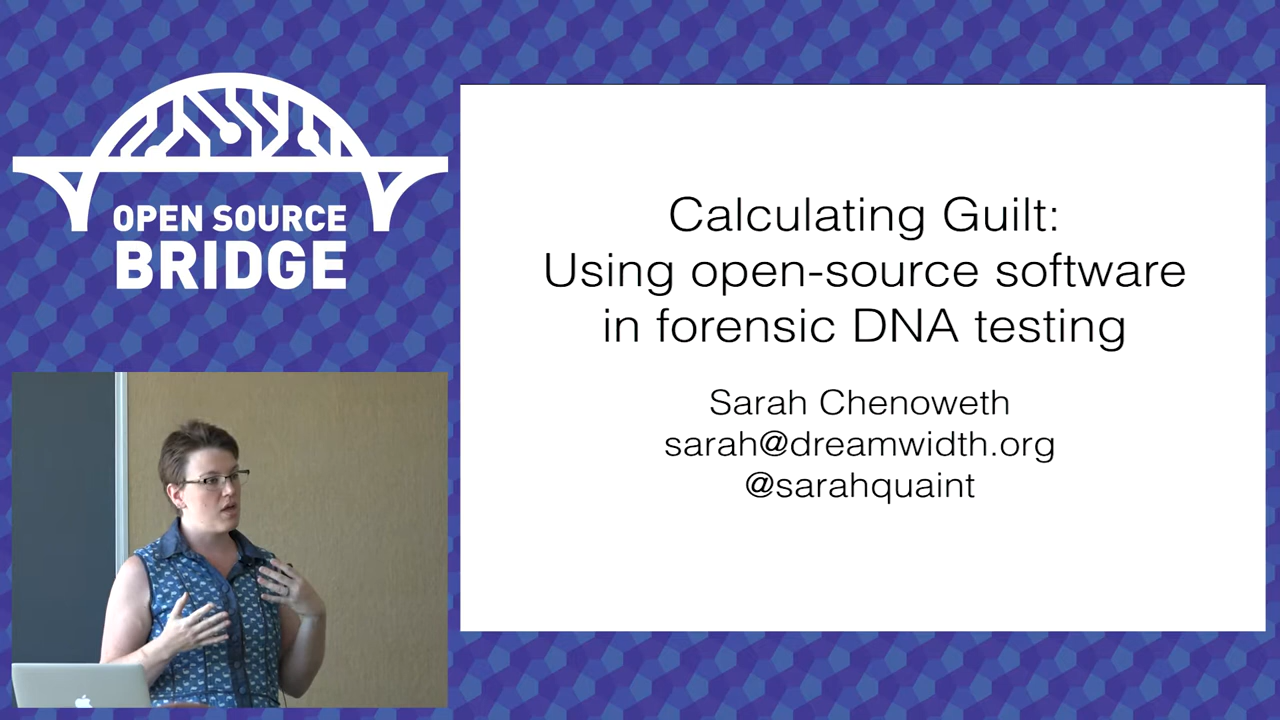 OPEN SOURCE
BRIDGE
Calculating Guilt:
Using open-source software
in forensic DNA testing
Sarah Chenoweth
sarah@dreamwidth.org
@sarahquaint